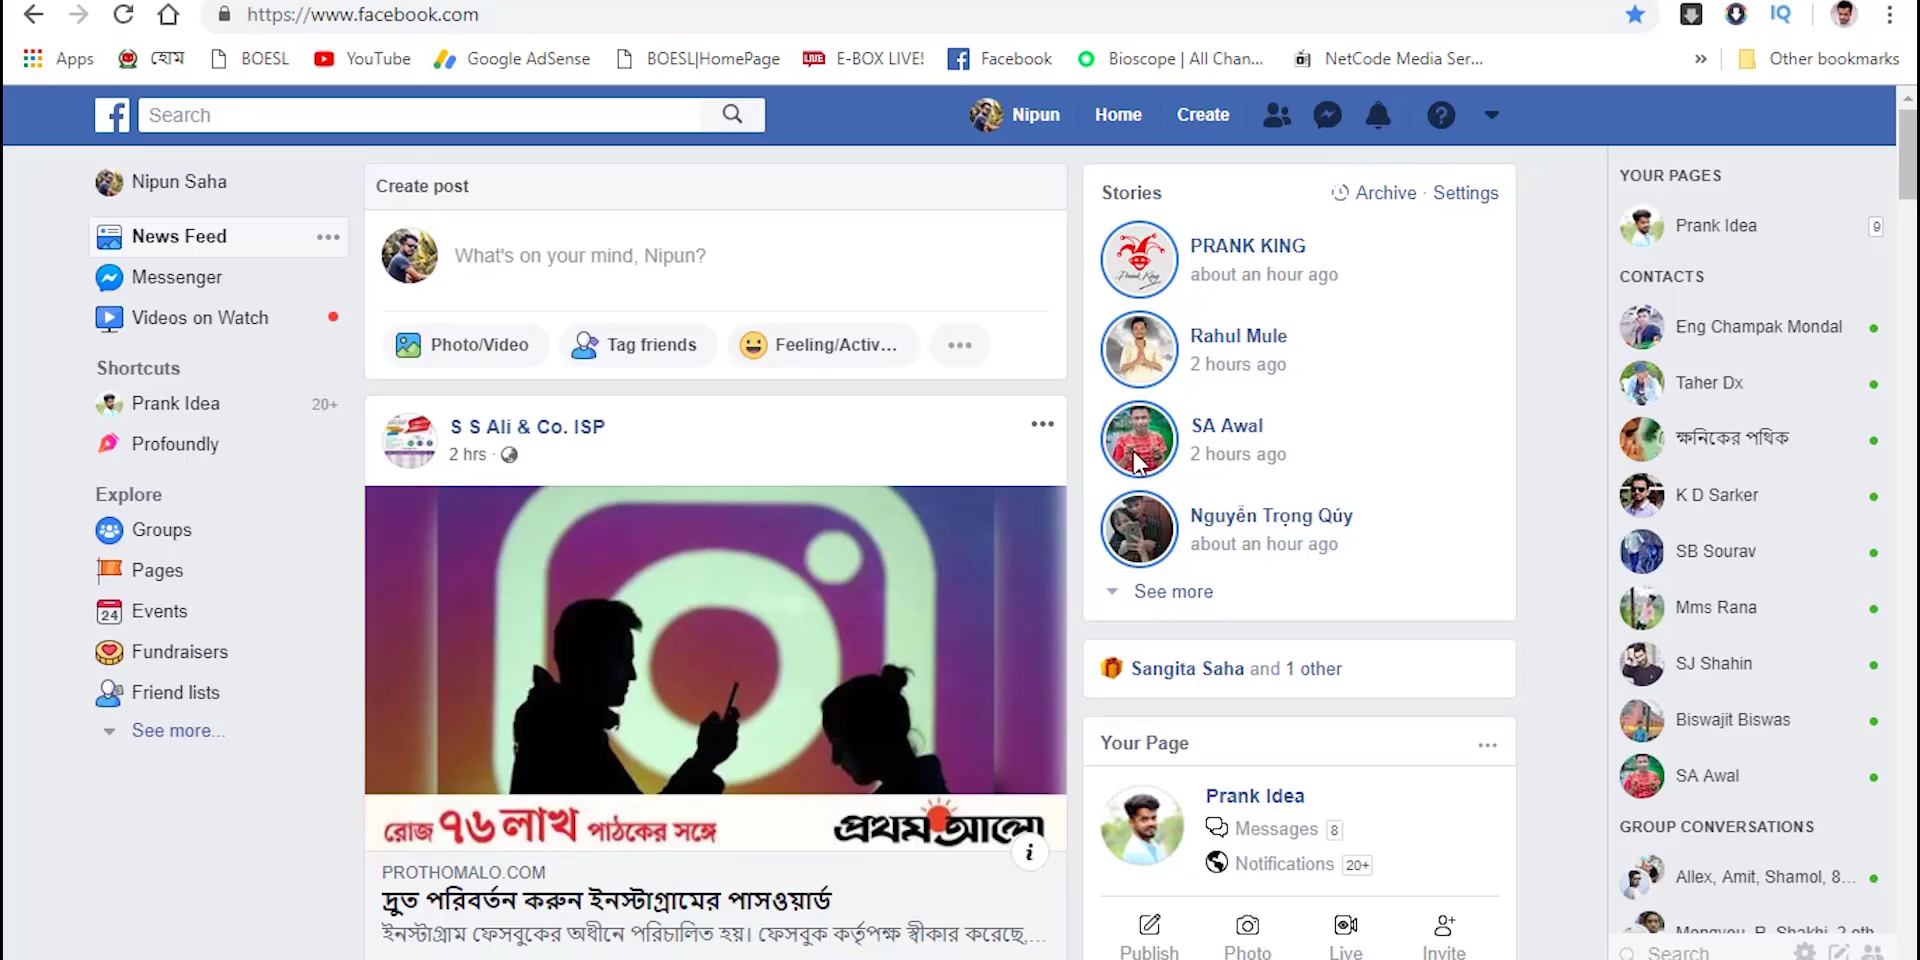 https://www.facebook.com
Apps
হোম
BOESL
YouTube
Google AdSense
BOESL|HomePage
LIVE
E-BOX LIVE!
Facebook
Bioscope | All Chan...
NetCode Media Ser...
»
Other bookmarks
Search
Nipun
Home
Create
Nipun Saha
News Feed
Messenger
Videos on Watch
Shortcuts
Prank Idea
20+
Profoundly
Explore
Groups
Pages
24
Events
Fundraisers
Friend lists
See more...
Create post
What's on your mind, Nipun?
Photo/Video
Tag friends
Feeling/Activ...
S S Ali & Co. ISP
2 hrs ·
রোজ ৭৬ লাখ পাঠকের সঙ্গে
প্রথম আলো
PROTHOMALO.COM
দ্রুত পরিবর্তন করুন ইনস্টাগ্রামের পাসওয়ার্ড
ইনস্টাগ্রাম ফেসবুকের অধীনে পরিচালিত হয়। ফেসবুক কর্তৃপক্ষ স্বীকার করেছে,...
Stories
Archive · Settings
Prank King
PRANK KING
about an hour ago
Rahul Mule
2 hours ago
SA Awal
2 hours ago
Nguyễn Trọng Qúy
about an hour ago
See more
Sangita Saha and 1 other
Your Page
Prank Idea
Messages 8
Notifications 20+
Publish
Photo
Live
Invite
YOUR PAGES
Prank Idea
9
CONTACTS
Eng Champak Mondal
Taher Dx
ক্ষনিকের পথিক
K D Sarker
SB Sourav
Mms Rana
SJ Shahin
Biswajit Biswas
SA Awal
GROUP CONVERSATIONS
Allex, Amit, Shamol, 8...
Search